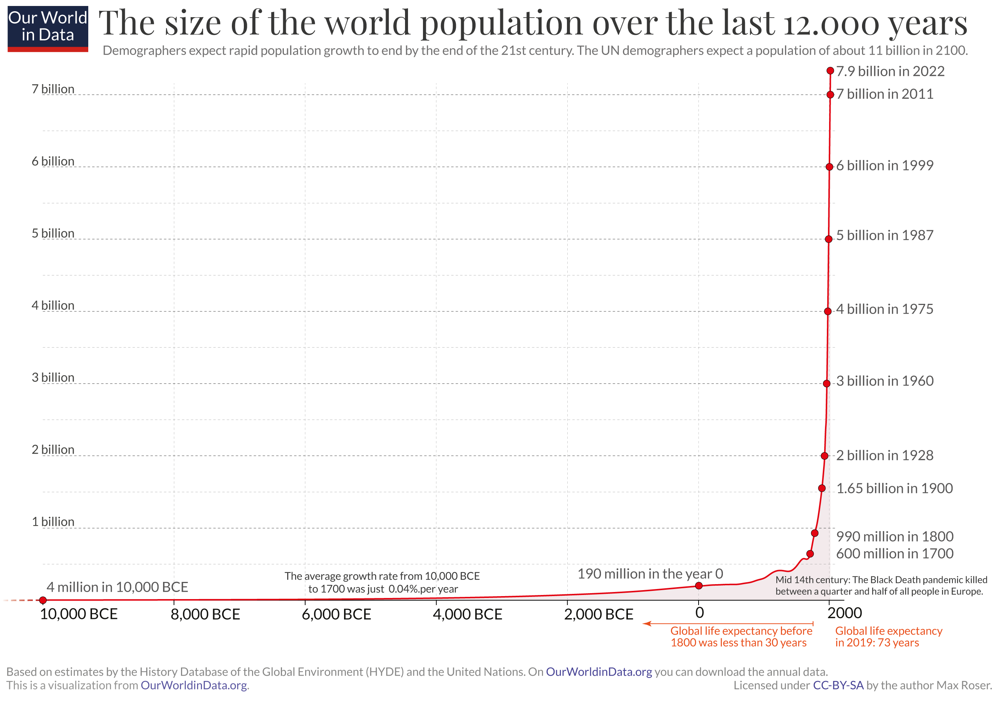 Our World
in Data
The size of the world population over the last 12.000 years
Demographers expect rapid population growth to end by the end of the 21st century. The UN demographers expect a population of about 11 billion in 2100.
7.9 billion in 2022
7 billion
7 billion in 2011
6 billion
6 billion in 1999
5 billion
5 billion in 1987
4 billion
4 billion in 1975
3 billion
3 billion in 1960
2 billion
2 billion in 1928
1.65 billion in 1900
1 billion
990 million in 1800
600 million in 1700
190 million in the year 0
The average growth rate from 10,000 BCE
to 1700 was just 0.04%.per year
4 million in 10,000 BCE
Mid 14th century: The Black Death pandemic killed
between a quarter and half of all people in Europe.
10,000 BCE
8,000 BCE
6,000 BCE
4,000 BCE
2,000 BCE
0
2000
Global life expectancy before
1800 was less than 30 years
Global life expectancy
in 2019: 73 years
Based on estimates by the History Database of the Global Environment (HYDE) and the United Nations. On OurWorldinData.org you can download the annual data.
This is a visualization from OurWorldinData.org.
Licensed under CC-BY-SA by the author Max Roser.